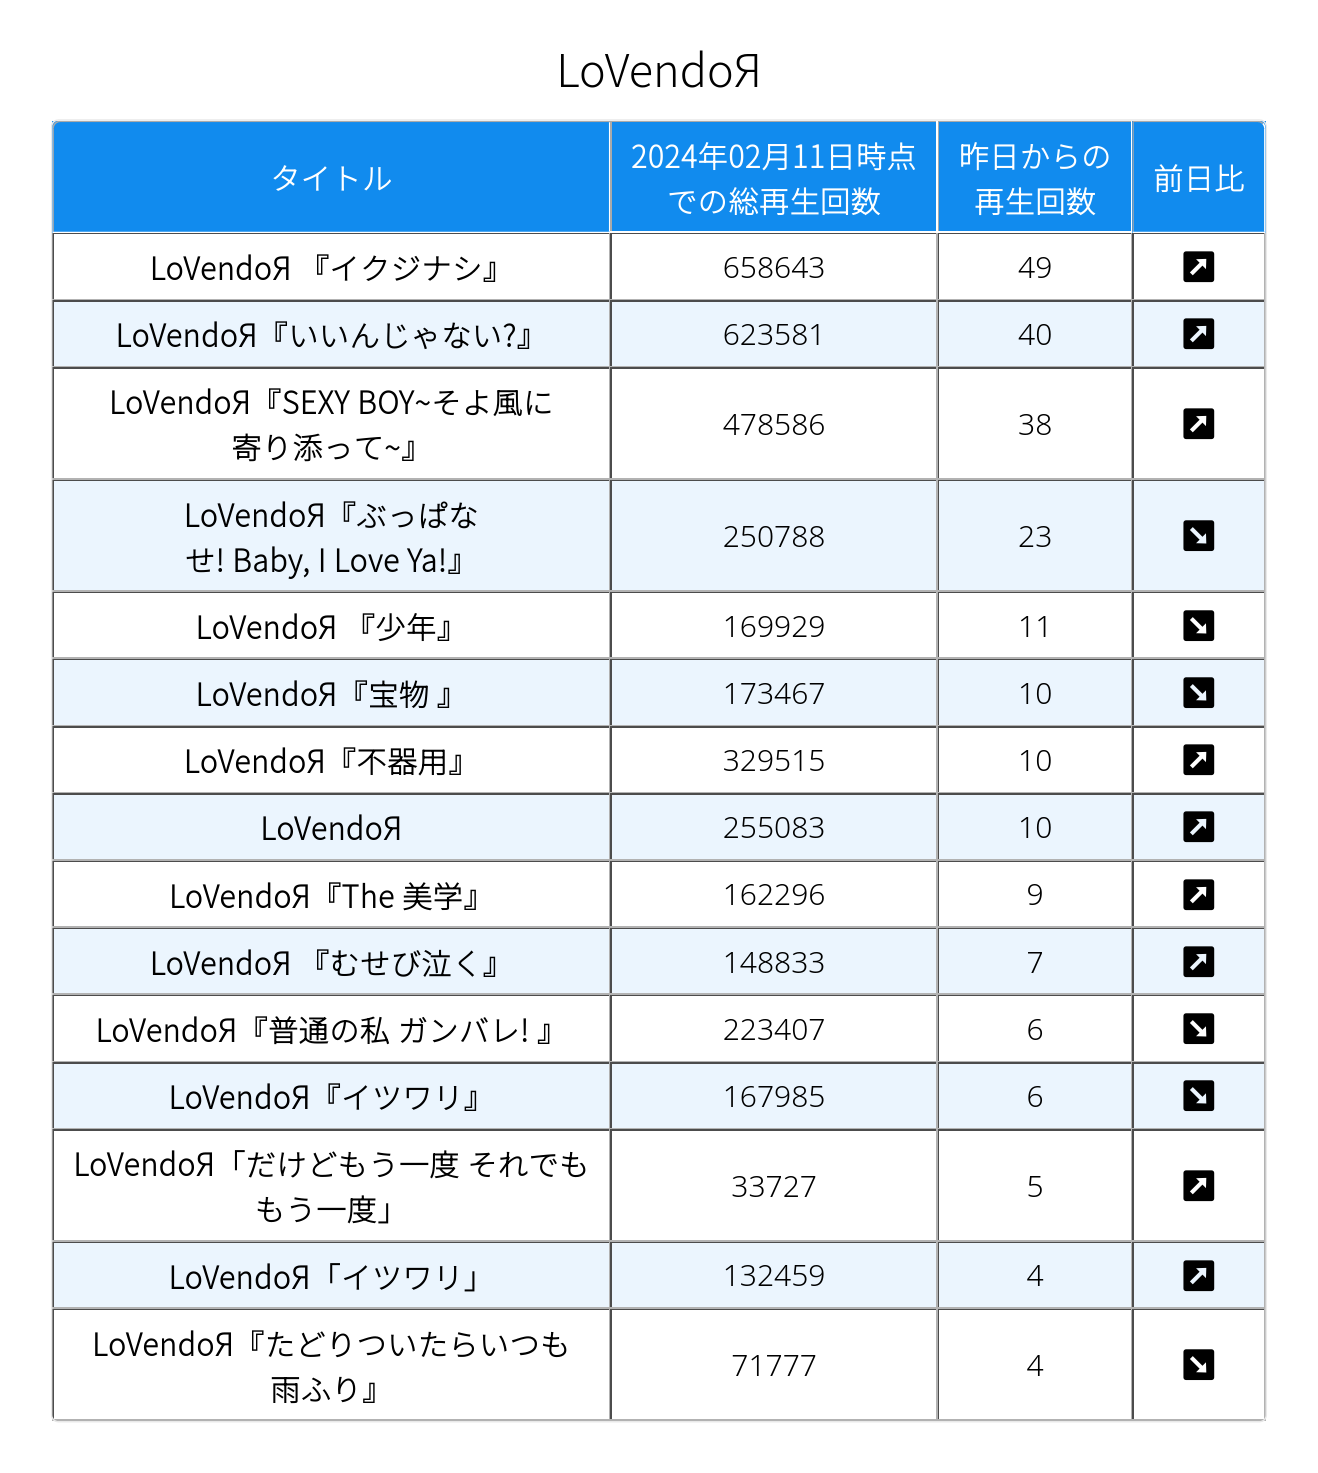 LoVendoЯ
タイトル
2024年02月11日時点
での総再生回数
昨日からの
再生回数
前日比
LoVendoЯ 『イクジナシ』
658643
49
LoVendoЯ『いいんじゃない?』
623581
40
LoVendoЯ『SEXY BOY~そよ風に
寄り添って~』
478586
38
LoVendoЯ『ぶっぱな
せ! Baby, I Love Ya!』
250788
23
LoVendoЯ 『少年』
169929
11
LoVendoЯ『宝物 』
173467
10
LoVendoЯ『不器用』
329515
10
LoVendoЯ
255083
10
LoVendoЯ『The 美学』
162296
9
LoVendoЯ 『むせび泣く』
148833
7
LoVendoЯ『普通の私 ガンバレ! 』
223407
6
LoVendoЯ『イツワリ』
167985
6
LoVendoЯ「だけどもう一度 それでも
もう一度」
33727
5
LoVendoЯ「イツワリ」
132459
4
LoVendoЯ『たどりついたらいつも
雨ふり』
71777
4